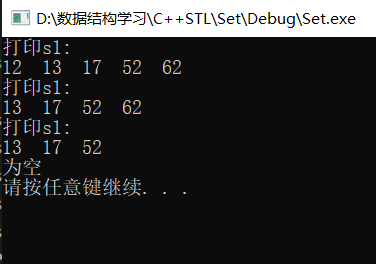 D:\数据结构学习\C++STL\Set\Debug\Set.exe
打印s1:
12 13 17 52 62
打印s1:
13 17 52 62
打印s1:
13 17 52
为空
请按任意键继续. . .